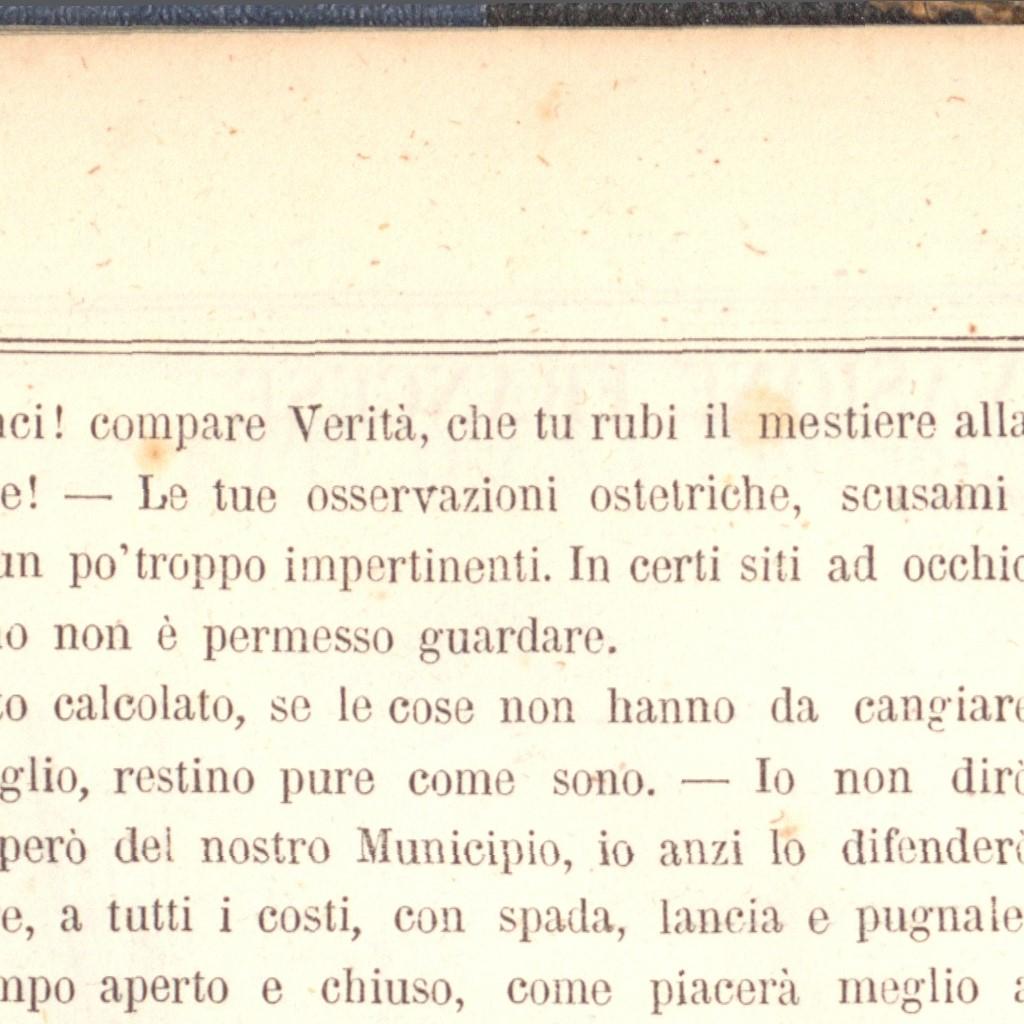 nci! compare Verità, che tu rubi il mestiere alla
e! — Le tue osservazioni ostetriche, scusami
un po' troppo impertinenti. In certi siti ad occhio
no non è permesso guardare.
to calcolato, se le cose non hanno da cangiare
glio, restino pure come sono. — Io non dirò
però del nostro Municipio, io anzi lo difenderò
e, a tutti i costi, con spada, lancia e pugnale
mpo aperto e chiuso, come piacerà meglio a